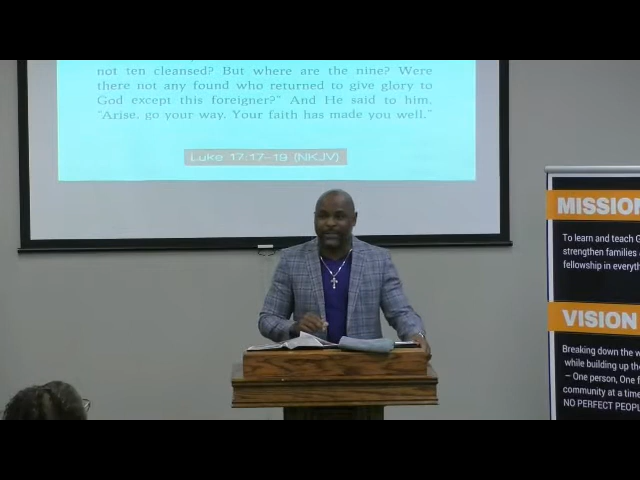 not ten cleansed? But where are the nine? Were
there not any found who returned to give glory to
God except this foreigner?" And He said to him,
"Arise, go your way. Your faith has made you well."
Luke 17:17-19 (NKJV)
MISSION
To learn and teach G
strengthen families
fellowship in everyth
VISION
Breaking down the w
while building up the
– One person, One f
community at a time
NO PERFECT PEOPL